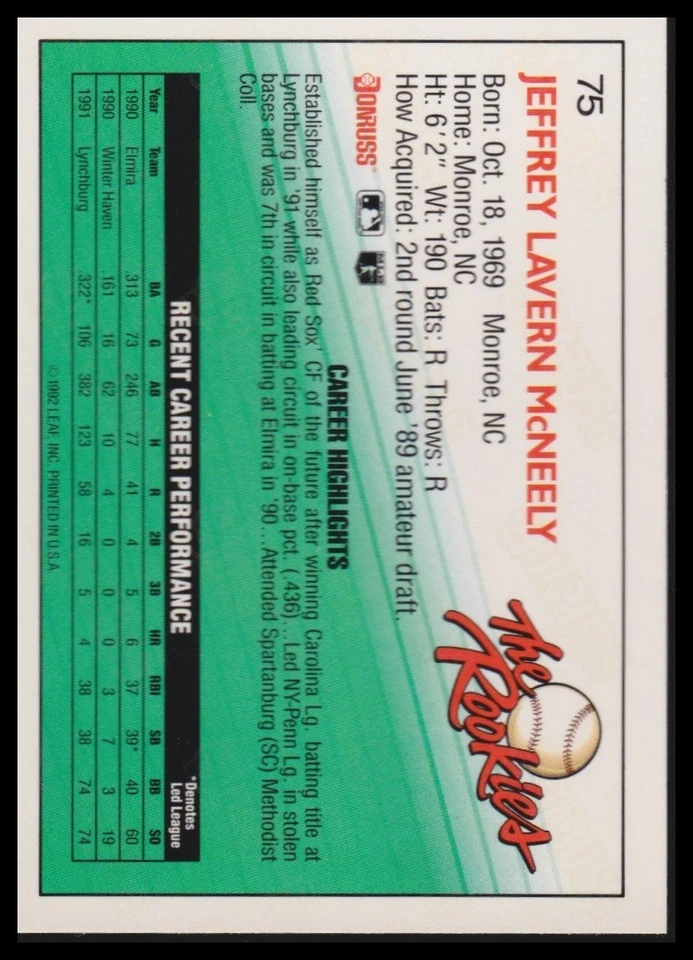 75
JEFFREY LAVERN McNEELY
Born: Oct. 18, 1969 Monroe, NC
Home: Monroe, NC
Ht: 6'2" Wt: 190 Bats: R Throws: R
How Acquired: 2nd round June '89 amateur draft.
The
Rookies
DONRUSS
CAREER HIGHLIGHTS
Established himself as Red Sox' CF of the future after winning Carolina Lg. batting title at
Lynchburg in '91 while also leading circuit in on-base pct. (.436)... Led NY-Penn Lg. in stolen
bases and was 7th in circuit in batting at Elmira in '90... Attended Spartanburg (SC) Methodist
Coll.
RECENT CAREER PERFORMANCE
*Denotes
Led League
Year Team BA G AB H R 2B 3B HR RBI SB BB SO
1990 Elmira 313 73 246 77 41 4 5 6 37 39* 40 60
1990 Winter Haven 161 16 62 10 4 0 0 0 3 7 3 19
1991 Lynchburg 322* 106 382 123 58 16 5 4 38 38 74 74
©1992 LEAF, INC. PRINTED IN U.S.A.